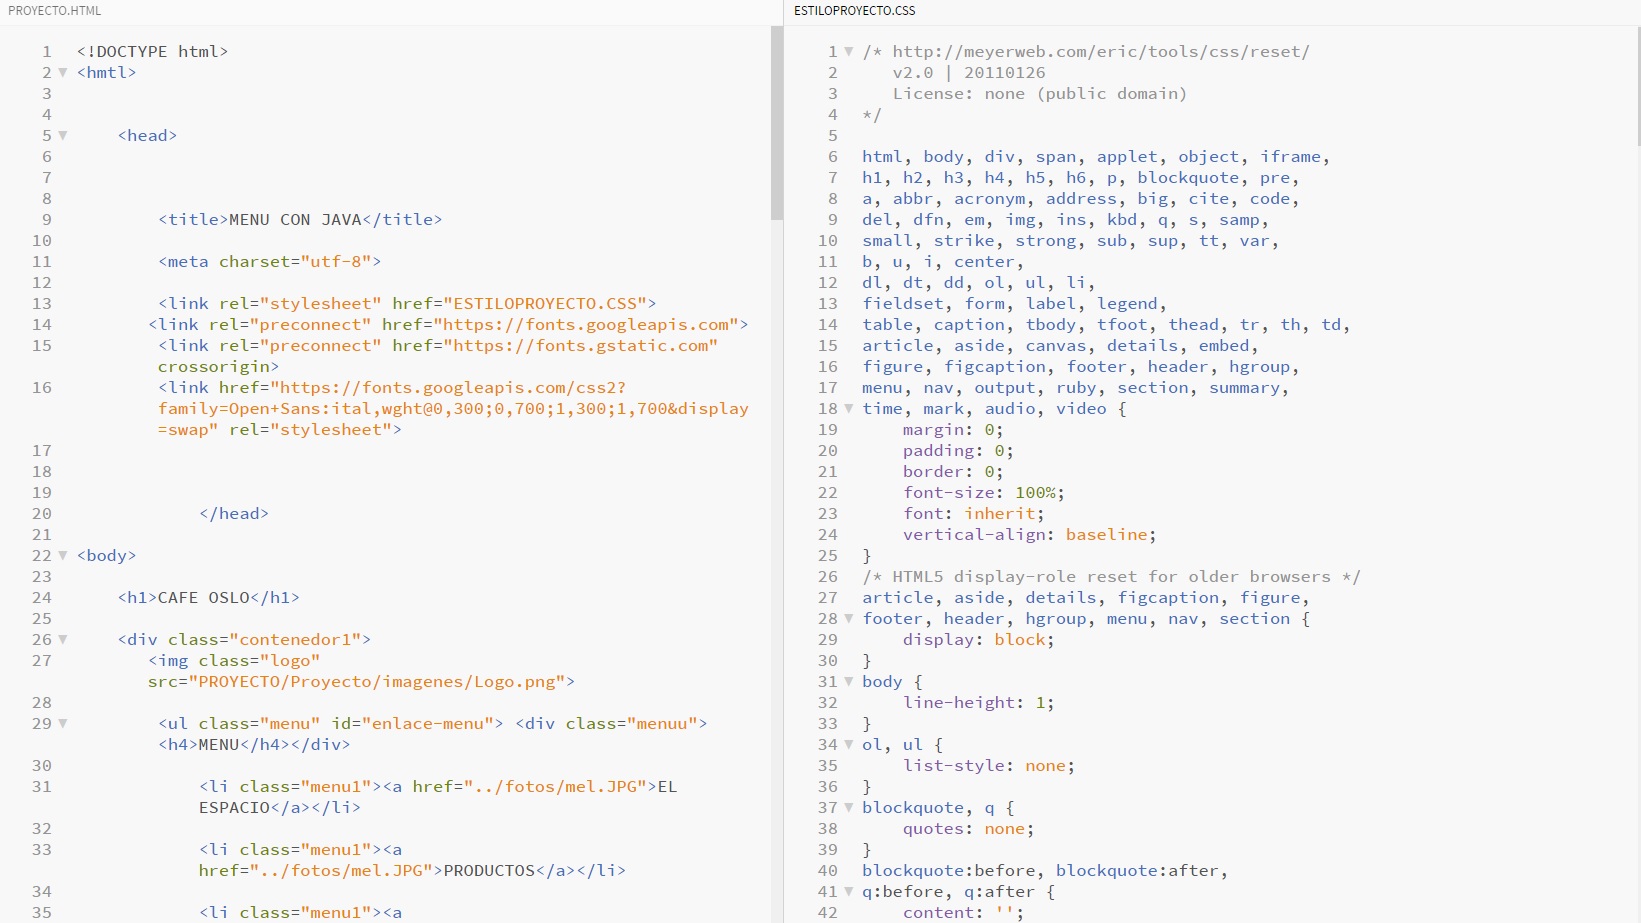 PROYECTO.HTML
1 <!DOCTYPE html>
2 <hmtl>
3
4
5 <head>
6
7
8
9 <title>MENU CON JAVA</title>
10
11 <meta charset="utf-8">
12
13 <link rel="stylesheet" href="ESTILOPROYECTO.CSS">
14 <link rel="preconnect" href="https://fonts.googleapis.com">
15 <link rel="preconnect" href="https://fonts.gstatic.com"
crossorigin>
16 <link href="https://fonts.googleapis.com/css2?
family=Open+Sans:ital,wght@0,300;0,700;1,300;1,700&display
=swap" rel="stylesheet">
17
18
19
20 </head>
21
22 <body>
23
24 <h1>CAFE OSLO</h1>
25
26 <div class="contenedor1">
27 <img class="logo"
src="PROYECTO/Proyecto/imagenes/Logo.png">
28
29 <ul class="menu" id="enlace-menu"> <div class="menuu">
<h4>MENU</h4></div>
30
31 <li class="menu1"><a href="../fotos/mel.JPG">EL
ESPACIO</a></li>
32
33 <li class="menu1"><a
href="../fotos/mel.JPG">PRODUCTOS</a></li>
34
35 <li class="menu1"><a
ESTILOPROYECTO.CSS
1 /* http://meyerweb.com/eric/tools/css/reset/
2 v2.0 | 20110126
3 License: none (public domain)
4 */
5
6 html, body, div, span, applet, object, iframe,
7 h1, h2, h3, h4, h5, h6, p, blockquote, pre,
8 a, abbr, acronym, address, big, cite, code,
9 del, dfn, em, img, ins, kbd, q, s, samp,
10 small, strike, strong, sub, sup, tt, var,
11 b, u, i, center,
12 dl, dt, dd, ol, ul, li,
13 fieldset, form, label, legend,
14 table, caption, tbody, tfoot, thead, tr, th, td,
15 article, aside, canvas, details, embed,
16 figure, figcaption, footer, header, hgroup,
17 menu, nav, output, ruby, section, summary,
18 time, mark, audio, video {
19 margin: 0;
20 padding: 0;
21 border: 0;
22 font-size: 100%;
23 font: inherit;
24 vertical-align: baseline;
25 }
26 /* HTML5 display-role reset for older browsers */
27 article, aside, details, figcaption, figure,
28 footer, header, hgroup, menu, nav, section {
29 display: block;
30 }
31 body {
32 line-height: 1;
33 }
34 ol, ul {
35 list-style: none;
36 }
37 blockquote, q {
38 quotes: none;
39 }
40 blockquote:before, blockquote:after,
41 q:before, q:after {
42 content: '';